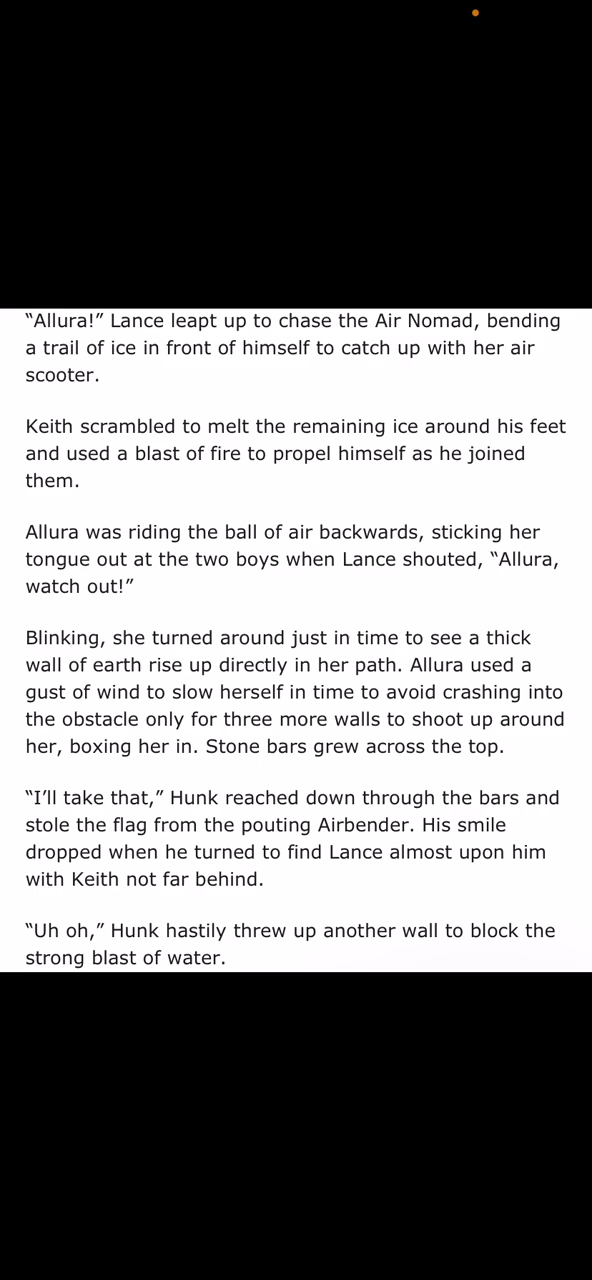 “Allura!” Lance leapt up to chase the Air Nomad, bending
a trail of ice in front of himself to catch up with her air
scooter.
Keith scrambled to melt the remaining ice around his feet
and used a blast of fire to propel himself as he joined
them.
Allura was riding the ball of air backwards, sticking her
tongue out at the two boys when Lance shouted, “Allura,
watch out!”
Blinking, she turned around just in time to see a thick
wall of earth rise up directly in her path. Allura used a
gust of wind to slow herself in time to avoid crashing into
the obstacle only for three more walls to shoot up around
her, boxing her in. Stone bars grew across the top.
“I’ll take that,” Hunk reached down through the bars and
stole the flag from the pouting Airbender. His smile
dropped when he turned to find Lance almost upon him
with Keith not far behind.
“Uh oh,” Hunk hastily threw up another wall to block the
strong blast of water.